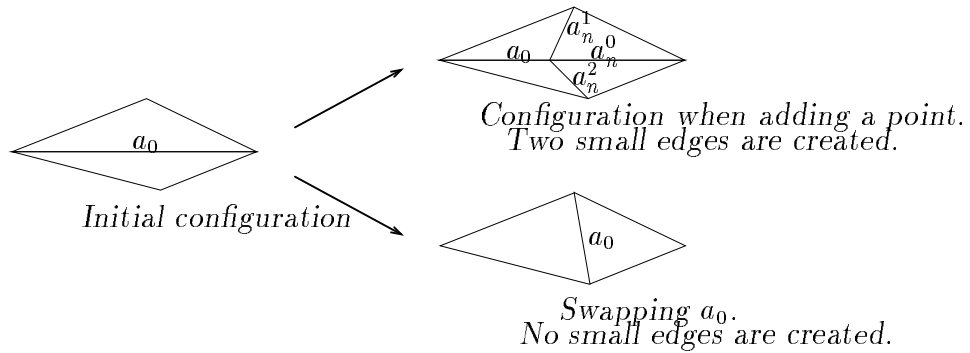 a_0
Initial configuration
a_n^1
a_0
a_n^0
a_n^2
Configuration when adding a point.
Two small edges are created.
a_0
Swapping a_0.
No small edges are created.